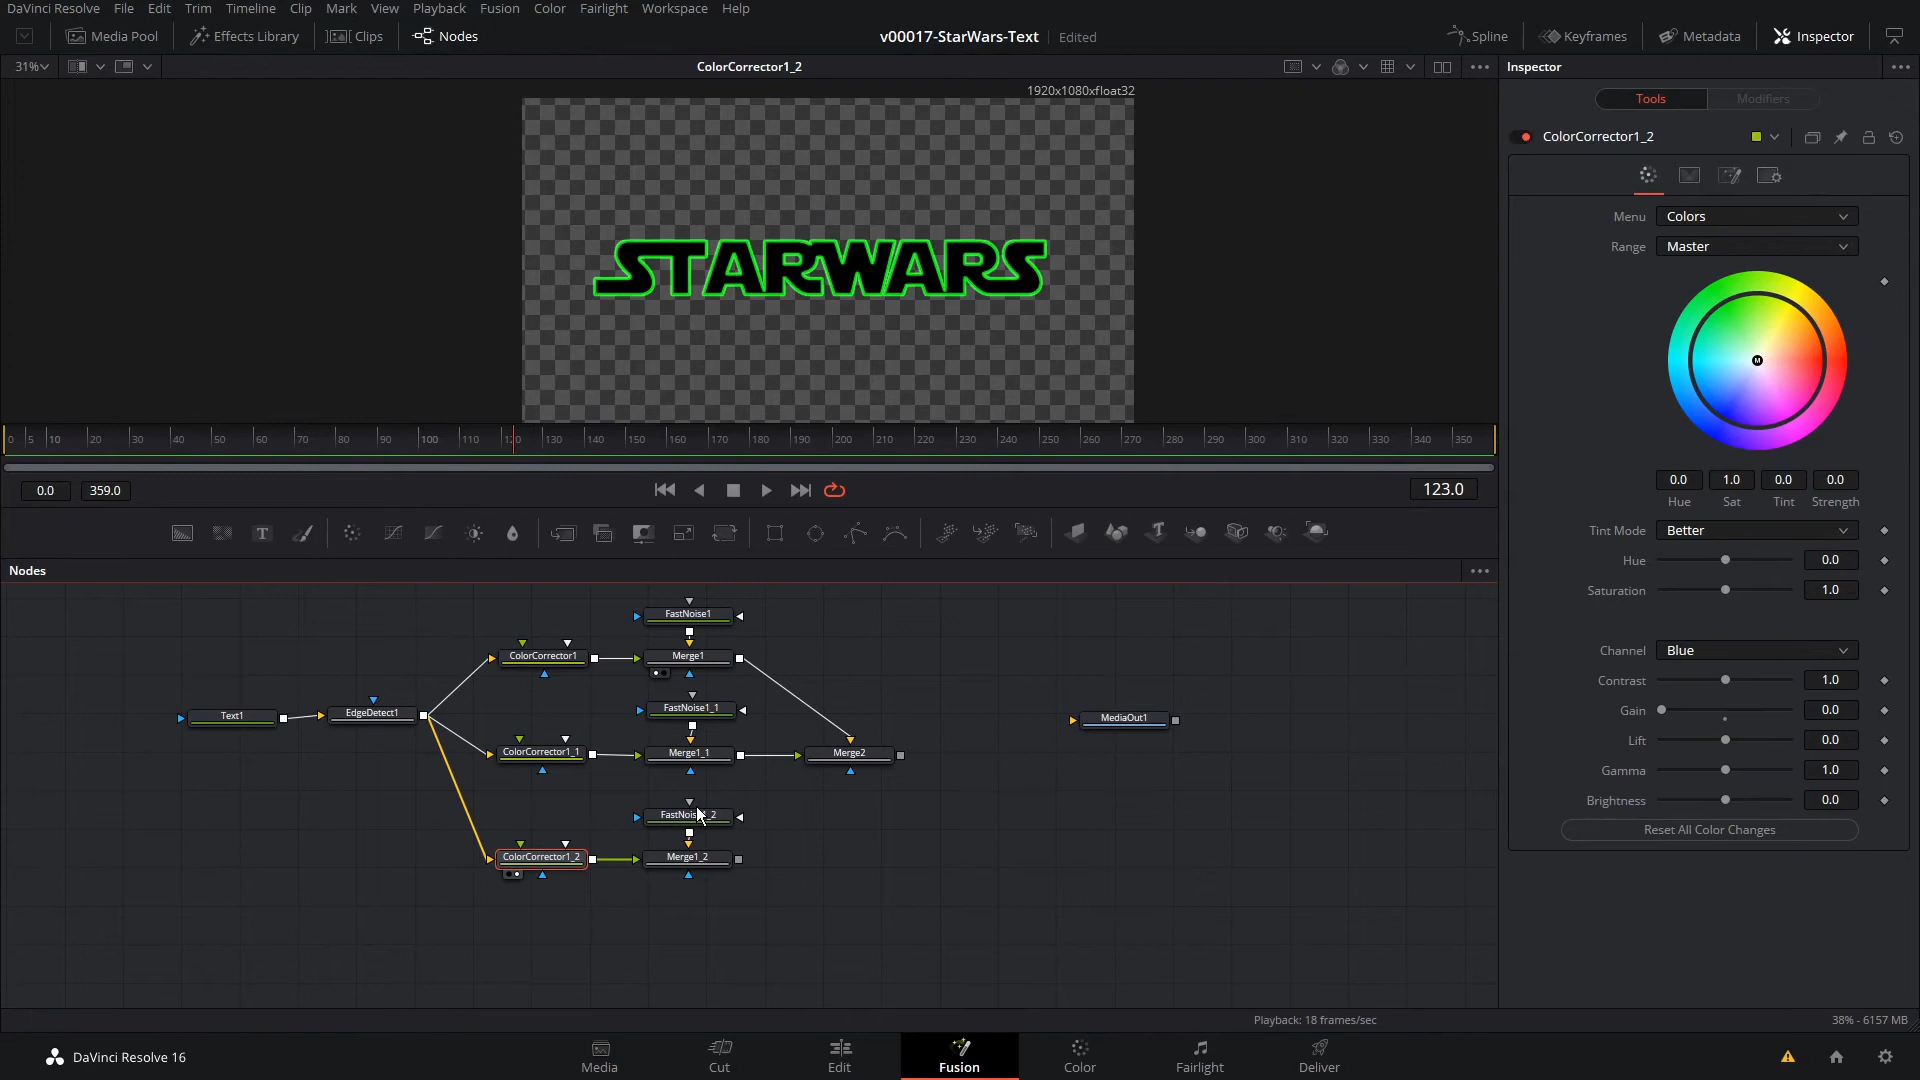 DaVinci Resolve File Edit Trim Timeline Clip Mark View Playback Fusion Color Fairlight Workspace Help
Media Pool Effects Library Clips Nodes v00017-StarWars-Text Edited Spline Keyframes Metadata Inspector
31% ColorCorrector1_2 Inspector
1920x1080xfloat32
Tools Modifiers
ColorCorrector1_2
Menu Colors
Range Master
STARWARS
M
0 5 10 20 30 40 50 60 70 80 90 100 110 130 140 150 160 170 180 190 200 210 220 230 240 250 260 270 280 290 300 310 320 330 340 350
0.0 359.0 123.0
0.0 1.0 0.0 0.0
Hue Sat Tint Strength
Tint Mode Better
Hue 0.0
Saturation 1.0
Channel Blue
Contrast 1.0
Gain 0.0
Lift 0.0
Gamma 1.0
Brightness 0.0
Reset All Color Changes
T
T
Nodes
FastNoise1
ColorCorrector1 Merge1
FastNoise1_1
Text1 EdgeDetect1 MediaOut1
ColorCorrector1_1 Merge1_1 Merge2
ColorCorrector1_2 Merge1_2
Playback: 18 frames/sec 38% - 6157 MB
DaVinci Resolve 16 Media Cut Edit Fusion Color Fairlight Deliver